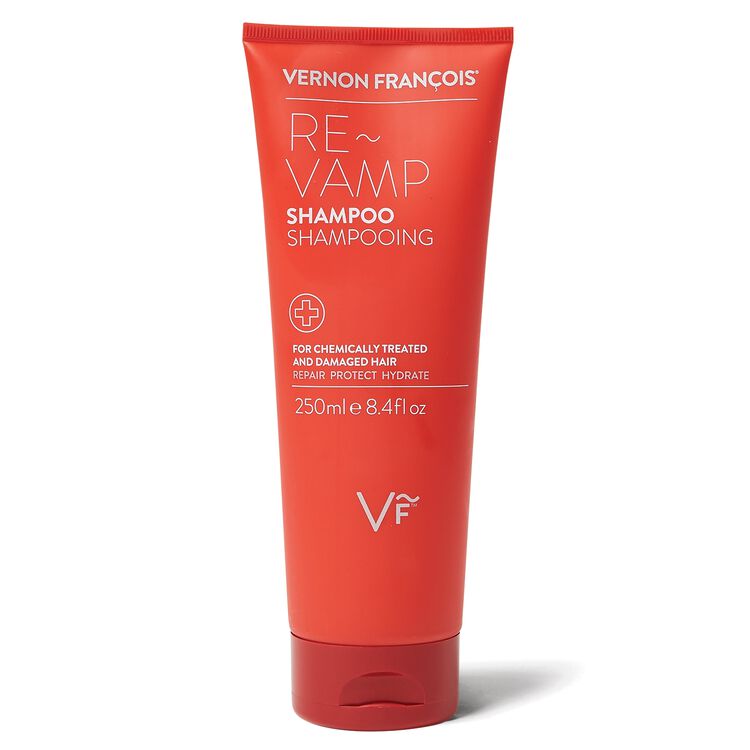 VERNON FRANÇOIS®
RE~
VAMP
SHAMPOO
SHAMPOOING
FOR CHEMICALLY TREATED
AND DAMAGED HAIR
REPAIR PROTECT HYDRATE
250ml e 8.4fl oz
VF™